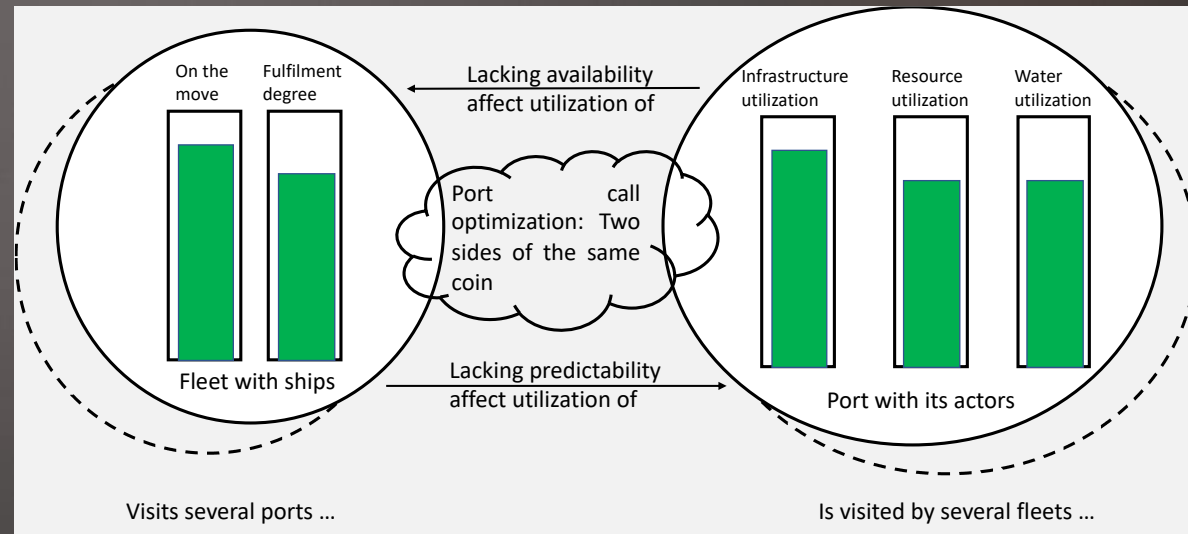 On the
move
Fulfilment
degree
Fleet with ships
Visits several ports ...
Lacking availability
affect utilization of
Port call
optimization: Two
sides of the same
coin
Lacking predictability
affect utilization of
Infrastructure
utilization
Resource
utilization
Water
utilization
Port with its actors
Is visited by several fleets ...